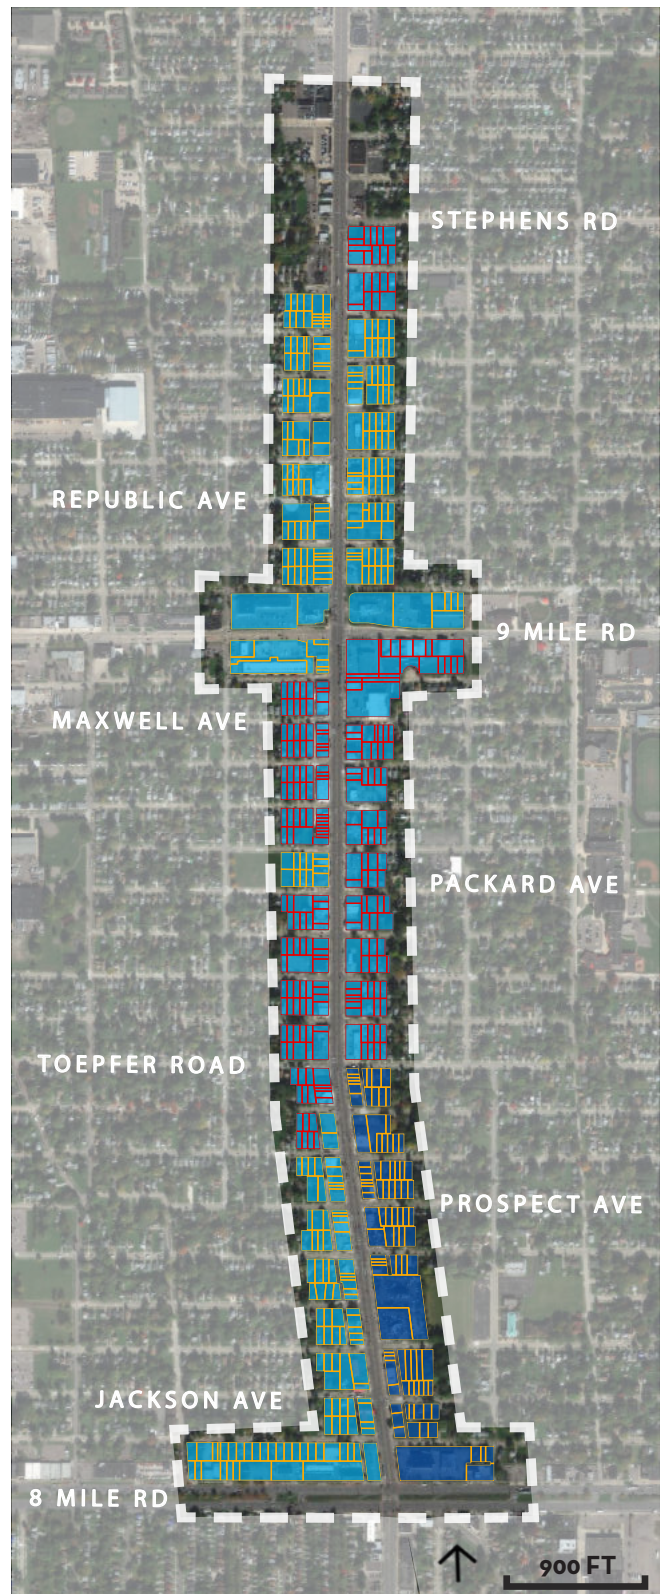 STEPHENS RD
REPUBLIC AVE
9 MILE RD
MAXWELL AVE
PACKARD AVE
TOEPFER ROAD
PROSPECT AVE
JACKSON AVE
8 MILE RD
900 FT